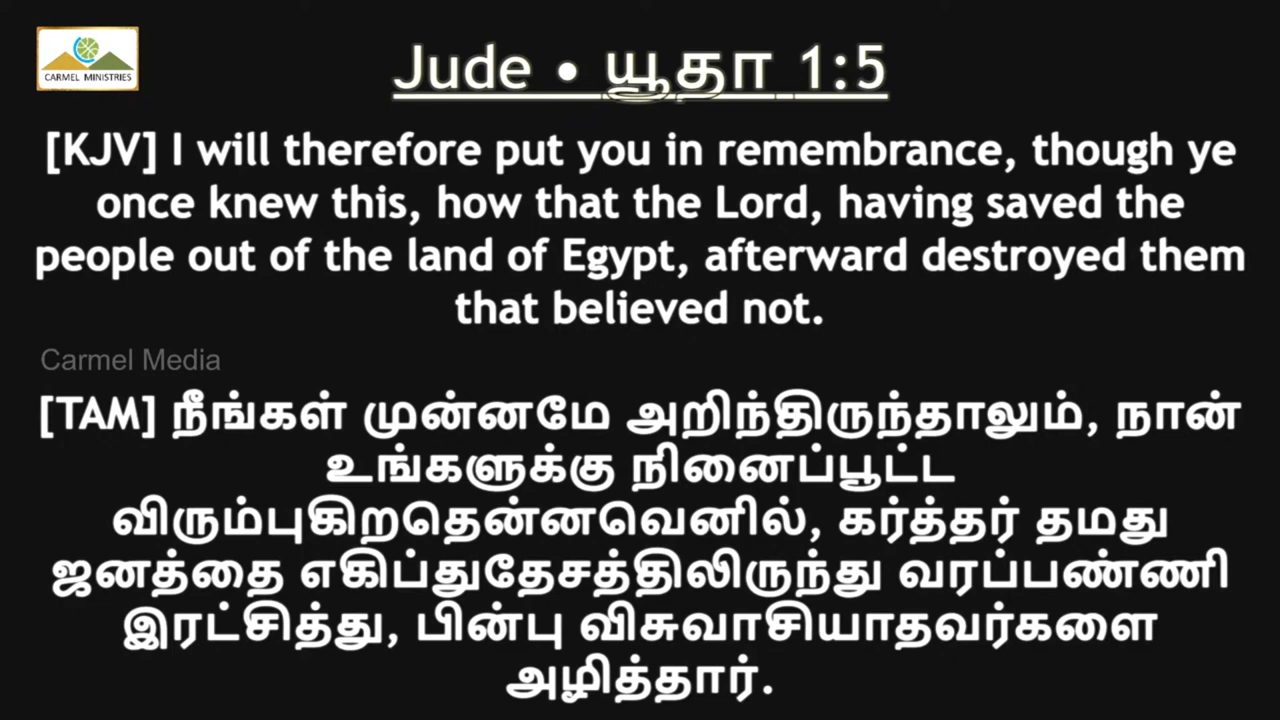 CARMEL MINISTRIES
Jude • யூதா 1:5
[KJV] I will therefore put you in remembrance, though ye
once knew this, how that the Lord, having saved the
people out of the land of Egypt, afterward destroyed them
that believed not.
Carmel Media
[TAM] நீங்கள் முன்னமே அறிந்திருந்தாலும், நான்
உங்களுக்கு நினைப்பூட்ட
விரும்புகிறதென்னவெனில், கர்த்தர் தமது
ஜனத்தை எகிப்துதேசத்திலிருந்து வரப்பண்ணி
இரட்சித்து, பின்பு விசுவாசியாதவர்களை
அழித்தார்.